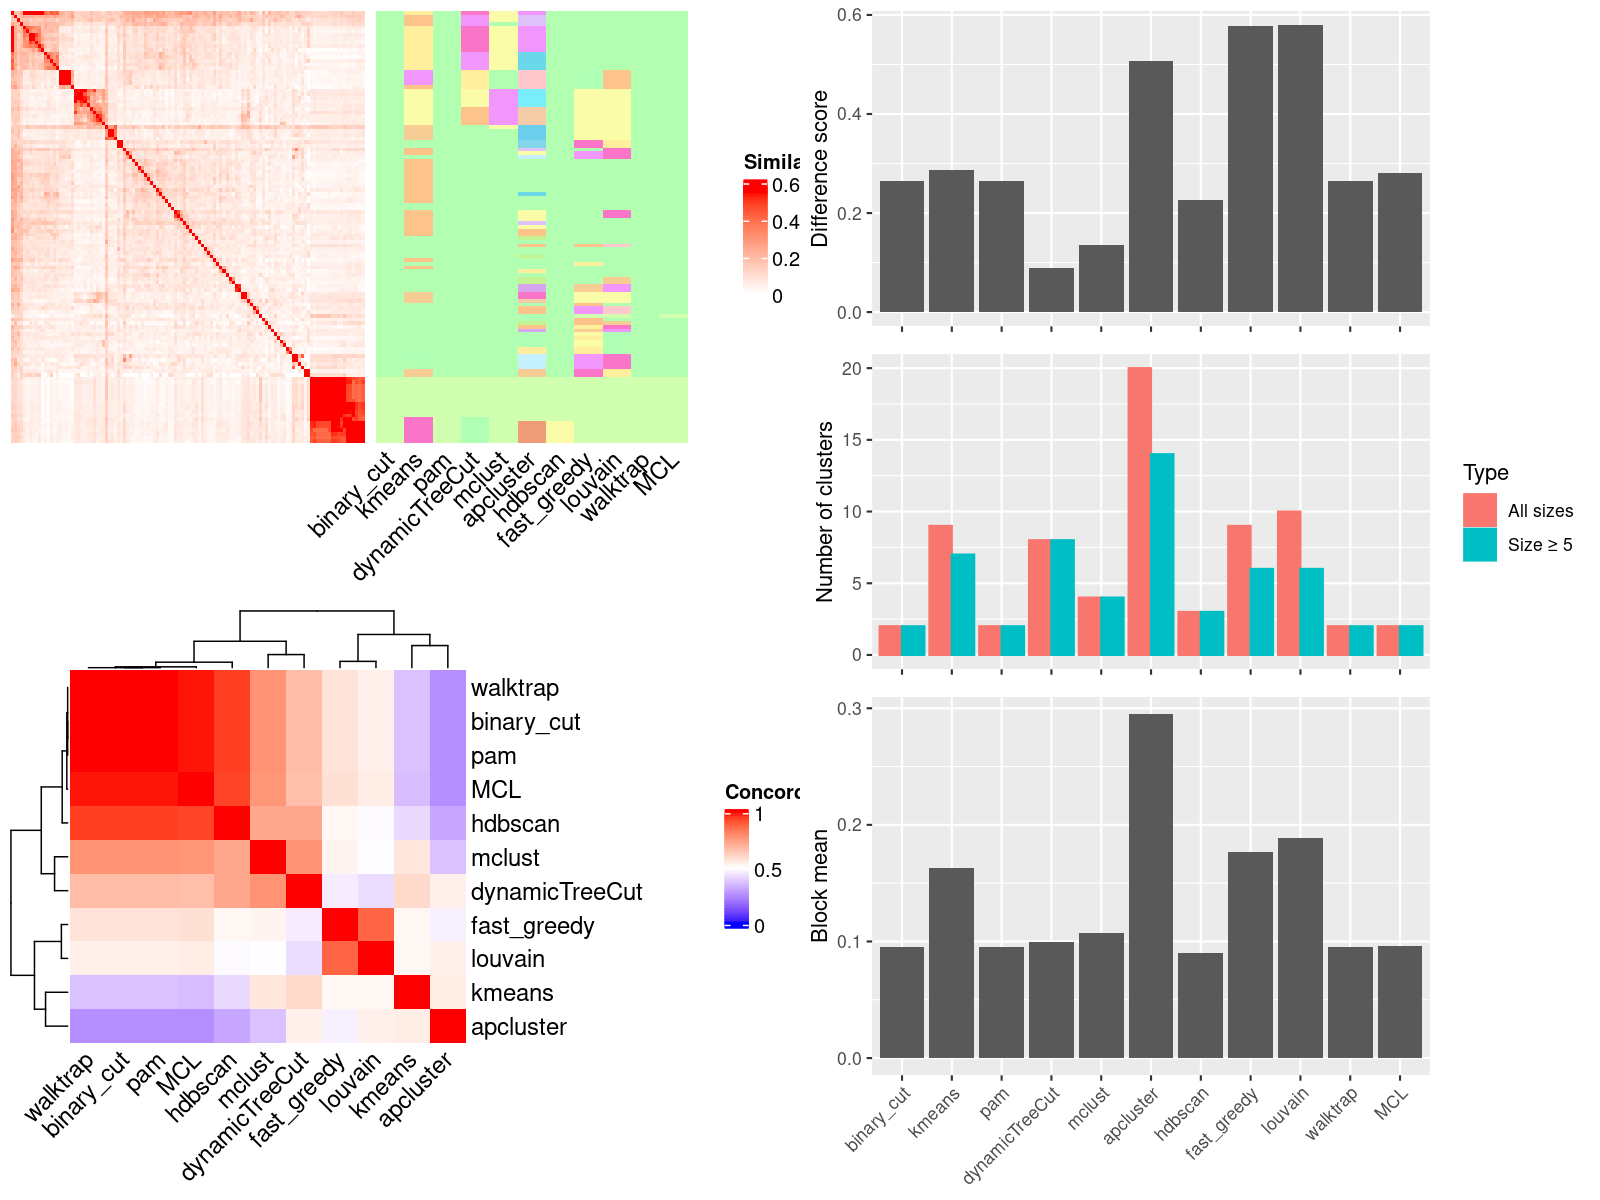 Simila
0.6
0.4
0.2
0
binary_cut
kmeans
pam
dynamicTreeCut
mclust
apcluster
hdbscan
fast_greedy
louvain
walktrap
MCL
walktrap
binary_cut
pam
MCL
hdbscan
mclust
dynamicTreeCut
fast_greedy
louvain
kmeans
apcluster
walktrap
binary_cut
pam
MCL
hdbscan
mclust
dynamicTreeCut
fast_greedy
louvain
kmeans
apcluster
Concord
1
0.5
0
Difference score
0.6
0.4
0.2
0.0
Number of clusters
20
15
10
5
0
Type
All sizes
Size ≥ 5
Block mean
0.3
0.2
0.1
0.0
binary_cut
kmeans
pam
dynamicTreeCut
mclust
apcluster
hdbscan
fast_greedy
louvain
walktrap
MCL